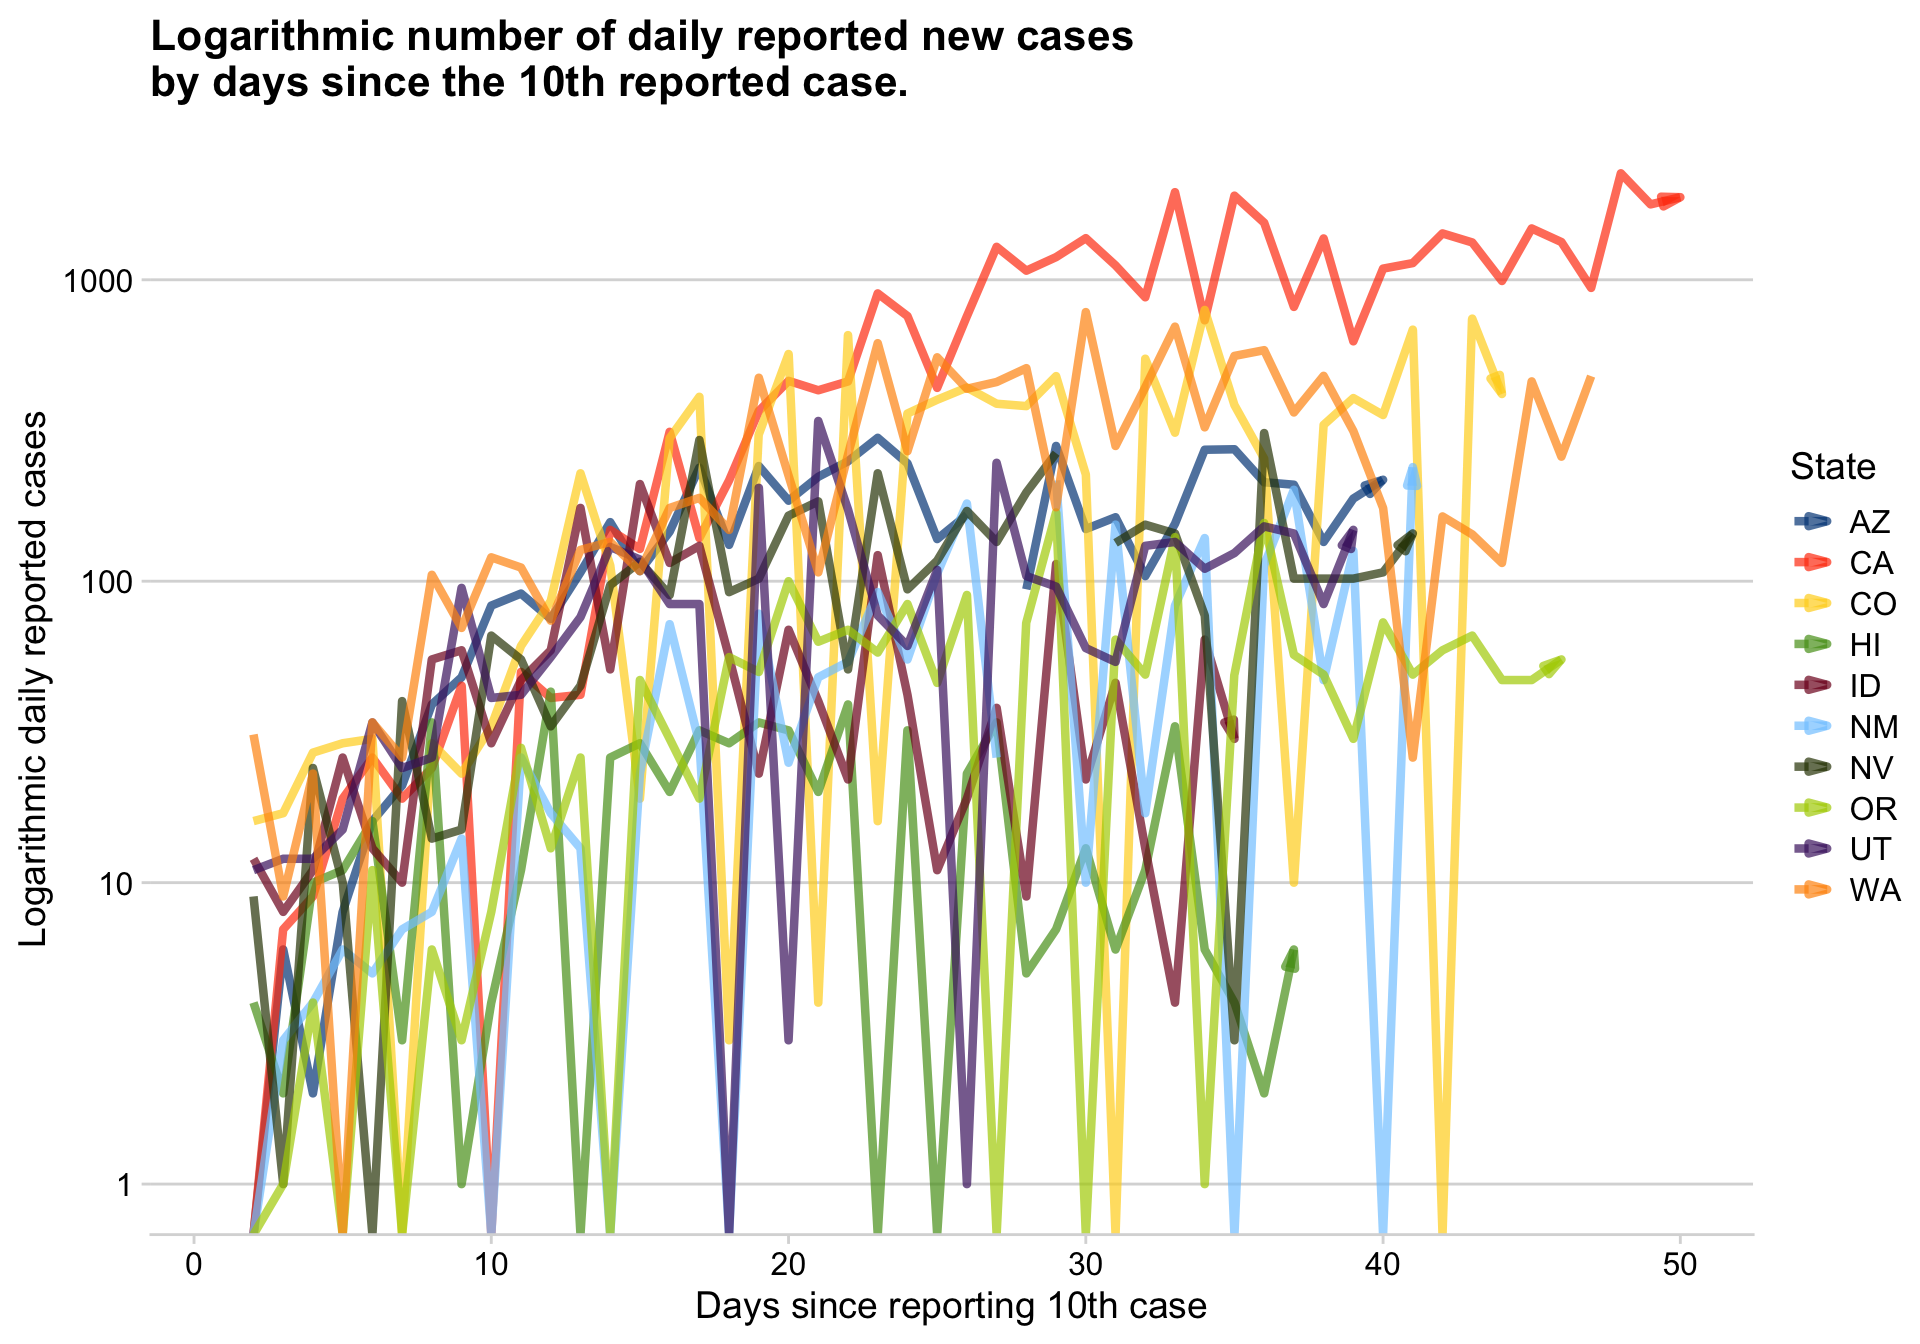 Logarithmic number of daily reported new cases
by days since the 10th reported case.
Logarithmic daily reported cases
1000
100
10
1
0
10
20
30
40
50
Days since reporting 10th case
State
AZ
CA
CO
HI
ID
NM
NV
OR
UT
WA